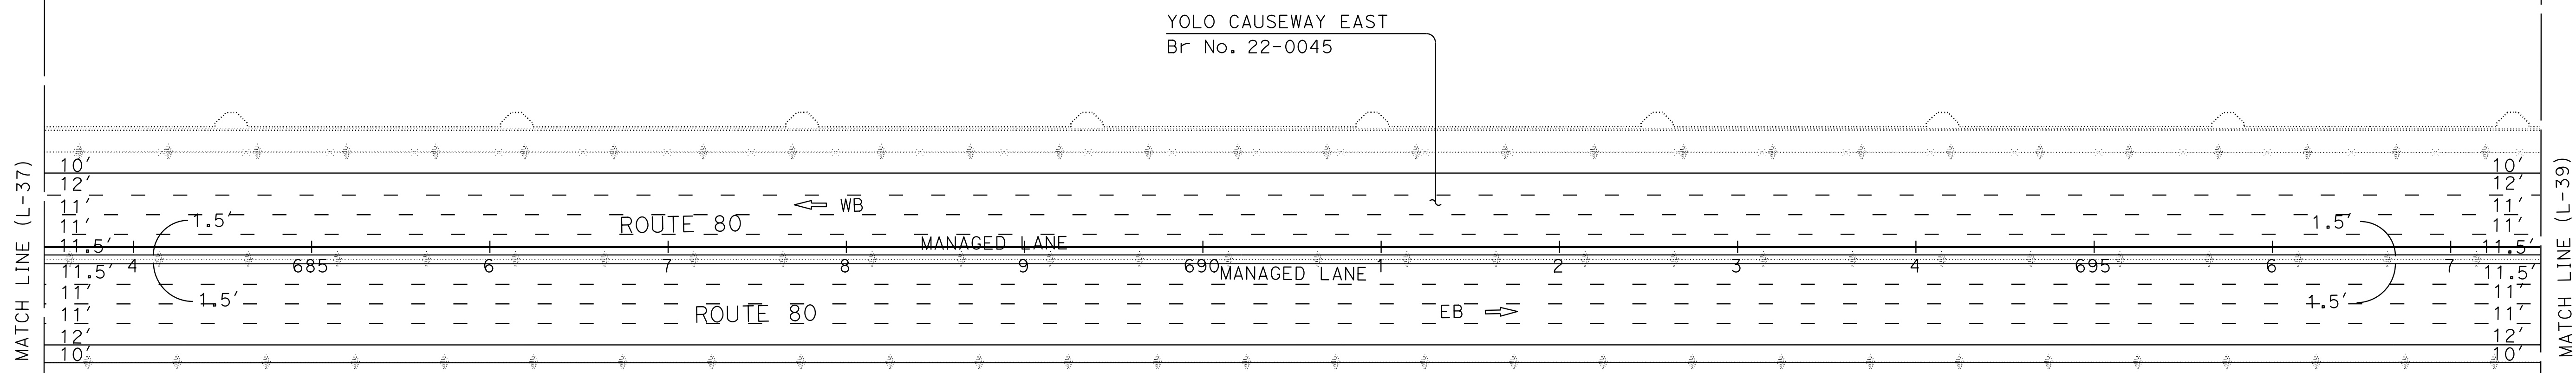 YOLO CAUSEWAY EAST
Br No. 22-0045
MATCH LINE (L-37)
MATCH LINE (L-39)
10' 10'
12' 12'
11' WB 11'
11' 1.5' ROUTE 80 1.5' 11'
11.5' MANAGED LANE 11.5'
4 685 6 7 8 9 690 1 2 3 4 695 6 7
11.5' MANAGED LANE 11.5'
11' 11'
1.5' 1.5'
11' ROUTE 80 EB 11'
12' 12'
10' 10'